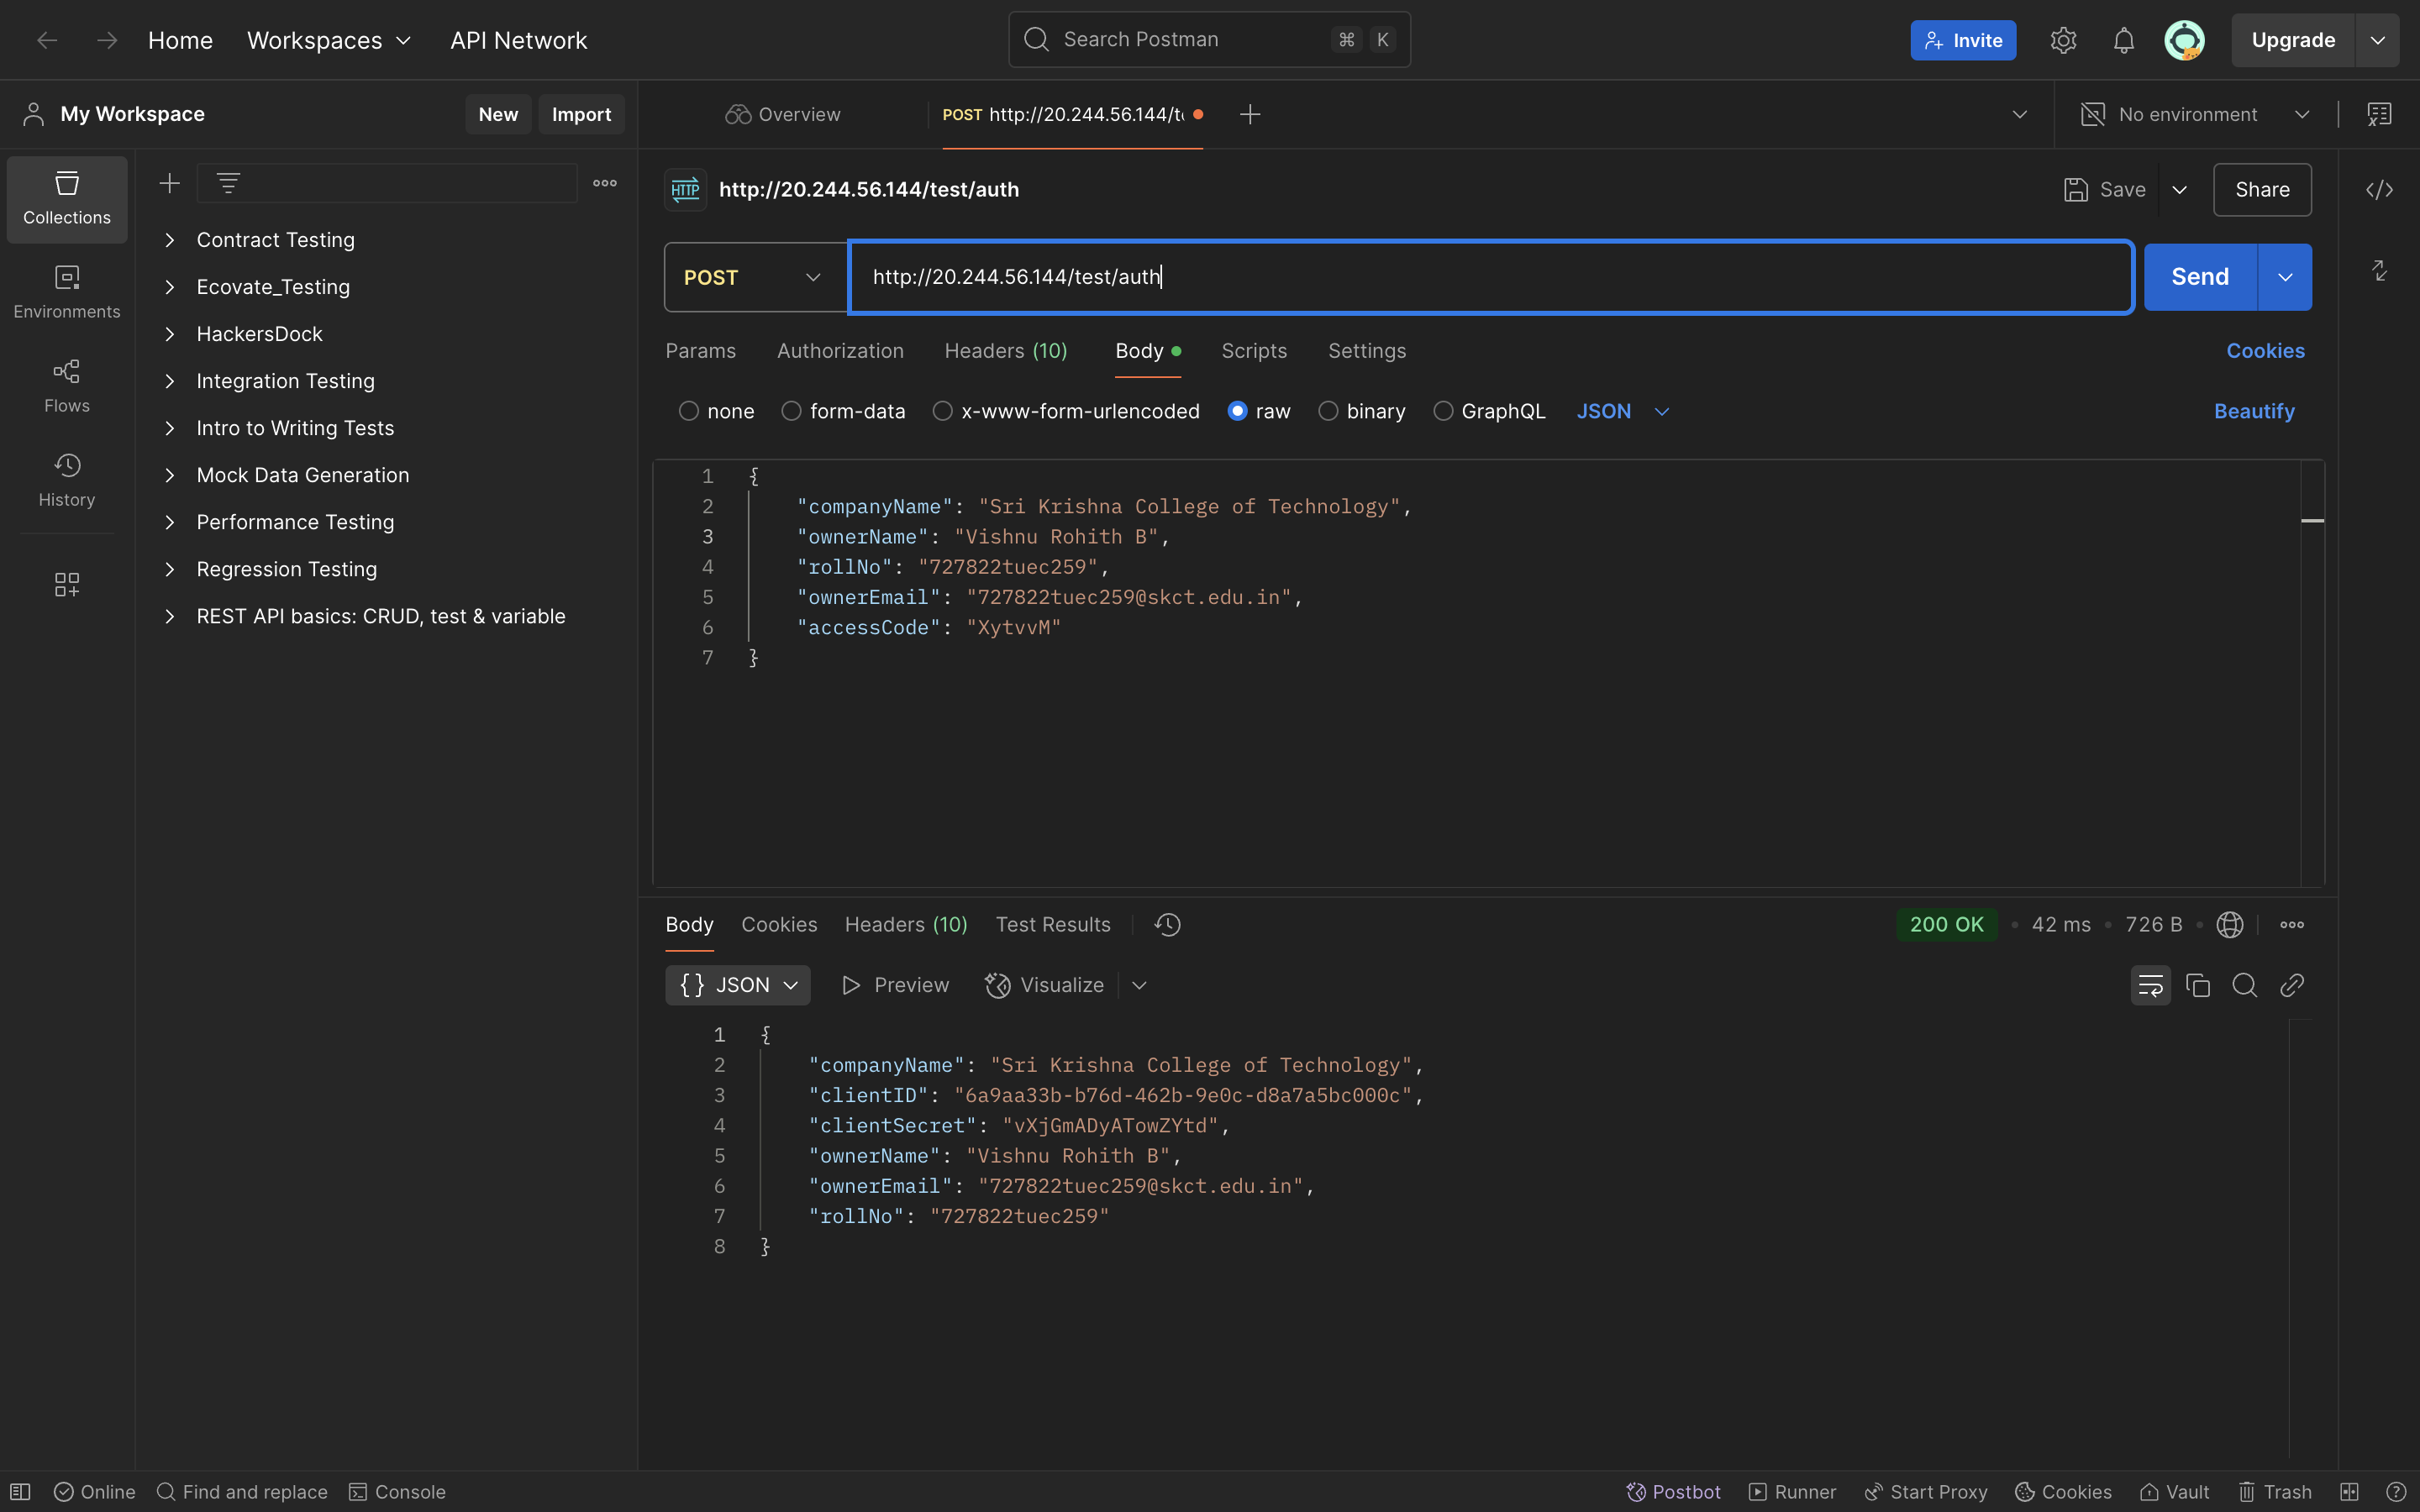 Home Workspaces API Network Search Postman ⌘ K Invite Upgrade
My Workspace New Import Overview POST http://20.244.56.144/t No environment
Collections
Environments
Flows
History
Contract Testing
Ecovate_Testing
HackersDock
Integration Testing
Intro to Writing Tests
Mock Data Generation
Performance Testing
Regression Testing
REST API basics: CRUD, test & variable
HTTP http://20.244.56.144/test/auth Save Share
POST http://20.244.56.144/test/auth Send
Params Authorization Headers (10) Body Scripts Settings Cookies
none form-data x-www-form-urlencoded raw binary GraphQL JSON Beautify
1 {
2 "companyName": "Sri Krishna College of Technology",
3 "ownerName": "Vishnu Rohith B",
4 "rollNo": "727822tuec259",
5 "ownerEmail": "727822tuec259@skct.edu.in",
6 "accessCode": "XytvvM"
7 }
Body Cookies Headers (10) Test Results 200 OK • 42 ms • 726 B •
{} JSON Preview Visualize
1 {
2 "companyName": "Sri Krishna College of Technology",
3 "clientID": "6a9aa33b-b76d-462b-9e0c-d8a7a5bc000c",
4 "clientSecret": "vXjGmADyATowZYtd",
5 "ownerName": "Vishnu Rohith B",
6 "ownerEmail": "727822tuec259@skct.edu.in",
7 "rollNo": "727822tuec259"
8 }
Online Find and replace Console Postbot Runner Start Proxy Cookies Vault Trash